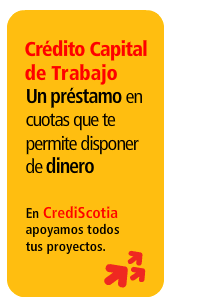 Crédito Capital
de Trabajo
Un préstamo en
cuotas que te
permite disponer
de dinero
En CrediScotia
apoyamos todos
tus proyectos.